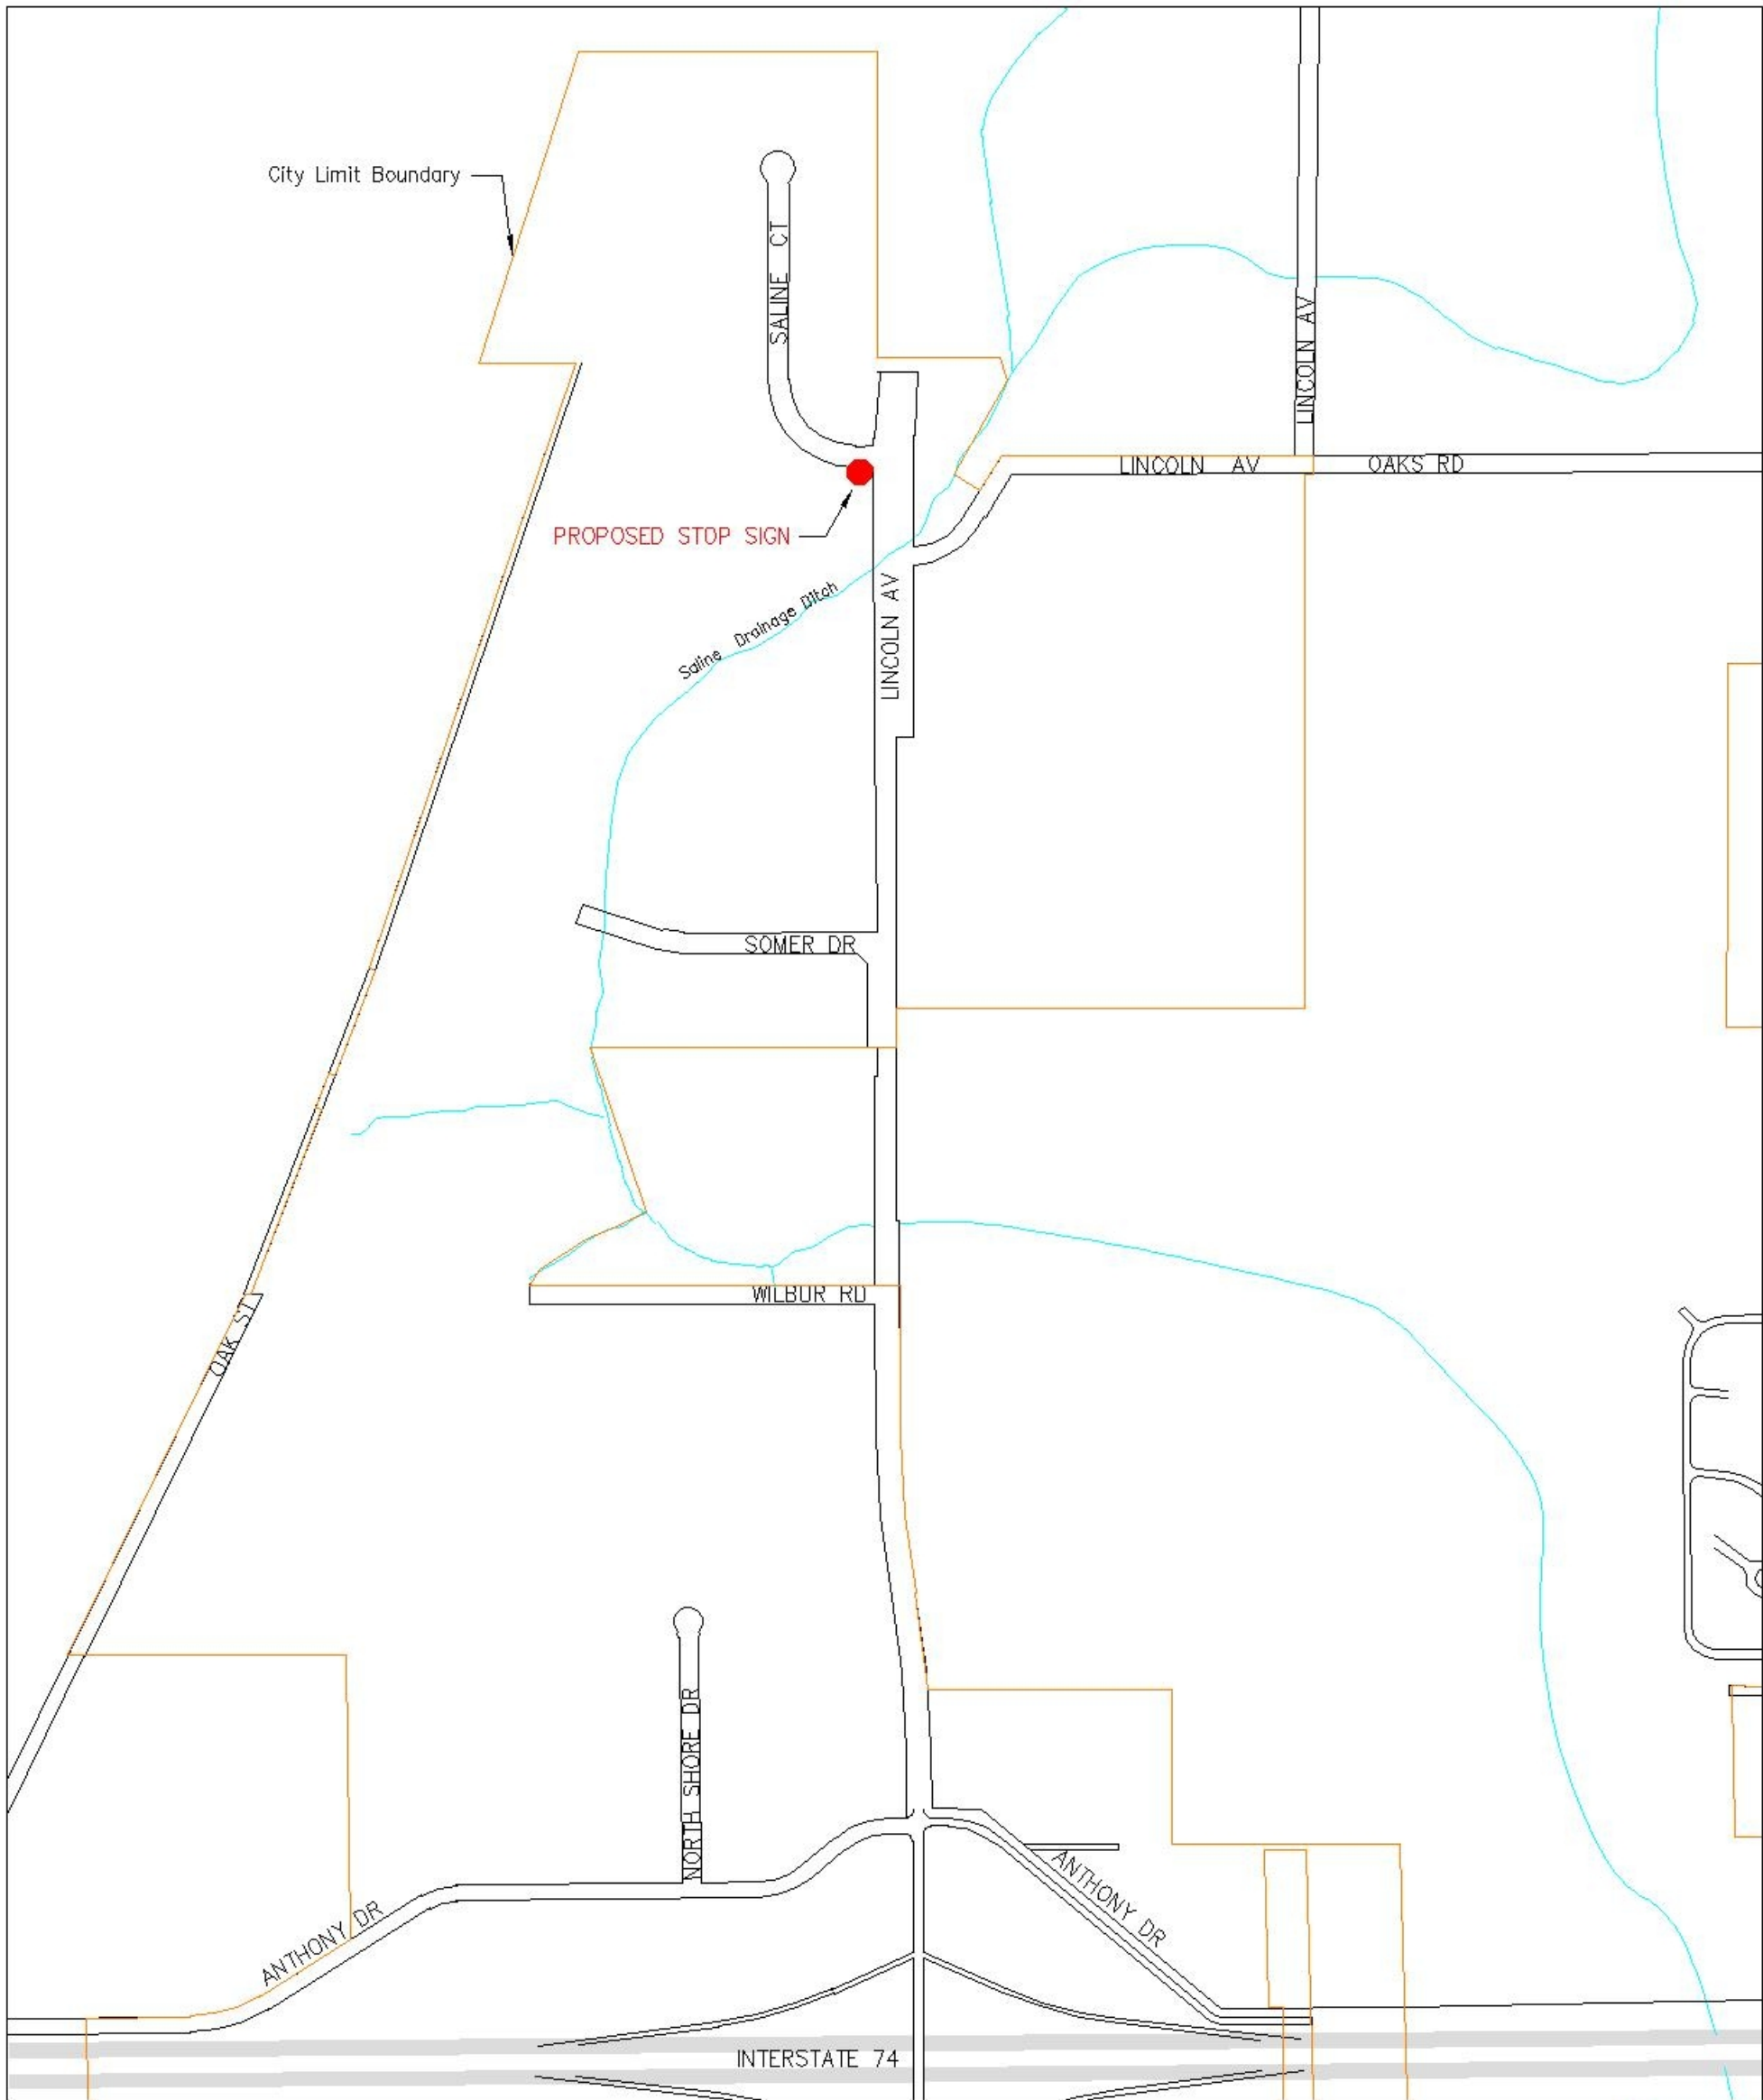 City Limit Boundary
SALINE CT
LINCOLN AV
LINCOLN AV
OAKS RD
PROPOSED STOP SIGN
Saline Drainage Ditch
LINCOLN AV
SOMER DR
WILBUR RD
OAK ST
NORTH SHORE DR
ANTHONY DR
ANTHONY DR
INTERSTATE 74